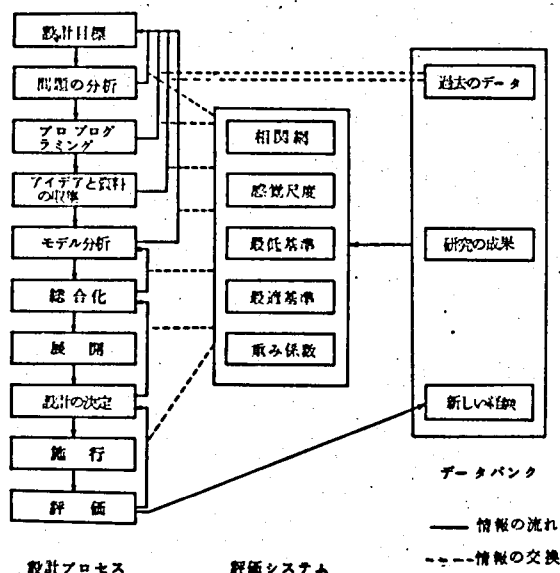 設計目標
問題の分析
プロ プログ
ラミング
アイデアと資料
の収集
モデル分析
総合化
展開
設計の決定
施行
評価
設計プロセス
相関網
感覚尺度
最低基準
最適基準
重み係数
評価システム
過去のデータ
研究の成果
新しい経験
データバンク
情報の流れ
情報の交換